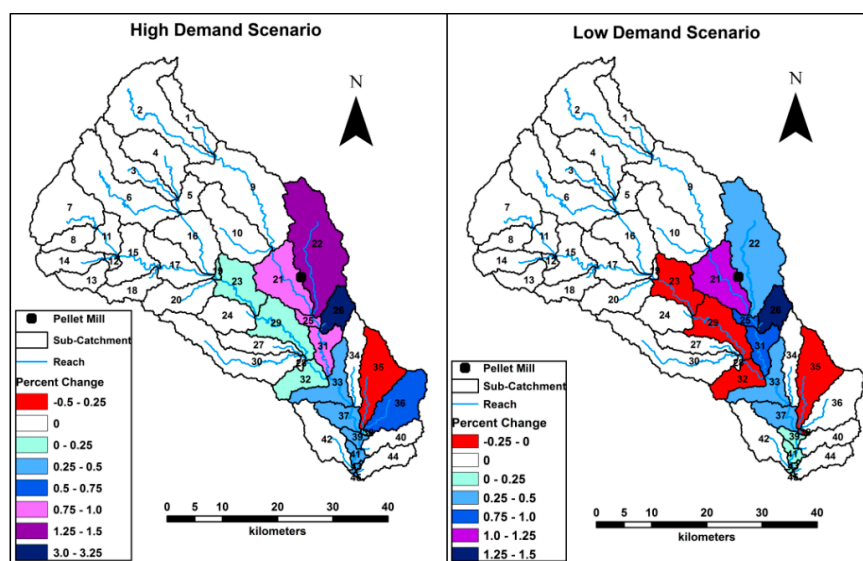 High Demand Scenario
N
1
2
4
3
9
5
6
7
22
10
16
11
8
15
14
12
17
19
21
23
13
18
20
26
24
25
29
31
27
34
30
35
33
32
36
37
42
39
40
41
44
Pellet Mill
Sub-Catchment
Reach
Percent Change
-0.5 - 0.25
0
0 - 0.25
0.25 - 0.5
0.5 - 0.75
0.75 - 1.0
1.25 - 1.5
3.0 - 3.25
0 5 10 20 30 40
kilometers
Low Demand Scenario
N
1
2
4
3
9
5
6
7
22
10
16
11
8
15
14
12
17
19
21
23
13
18
20
26
24
25
29
31
27
34
30
35
33
32
36
37
42
39
40
41
44
Pellet Mill
Sub-Catchment
Reach
Percent Change
-0.25 - 0
0
0 - 0.25
0.25 - 0.5
0.75 - 1.0
1.0 - 1.25
1.25 - 1.5
0 5 10 20 30 40
kilometers